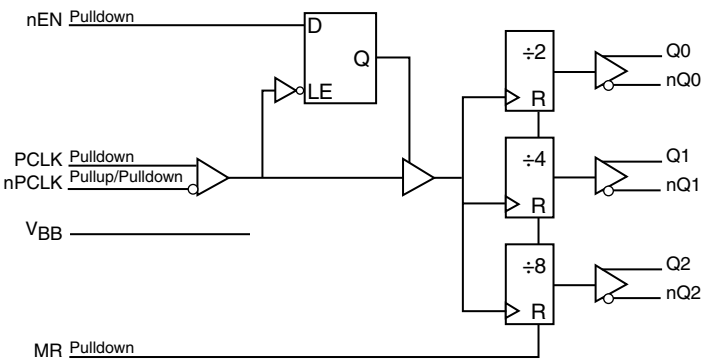 nEN Pulldown
D
Q
LE
PCLK Pulldown
nPCLK Pullup/Pulldown
VBB
MR Pulldown
÷2
R
÷4
R
÷8
R
Q0
nQ0
Q1
nQ1
Q2
nQ2